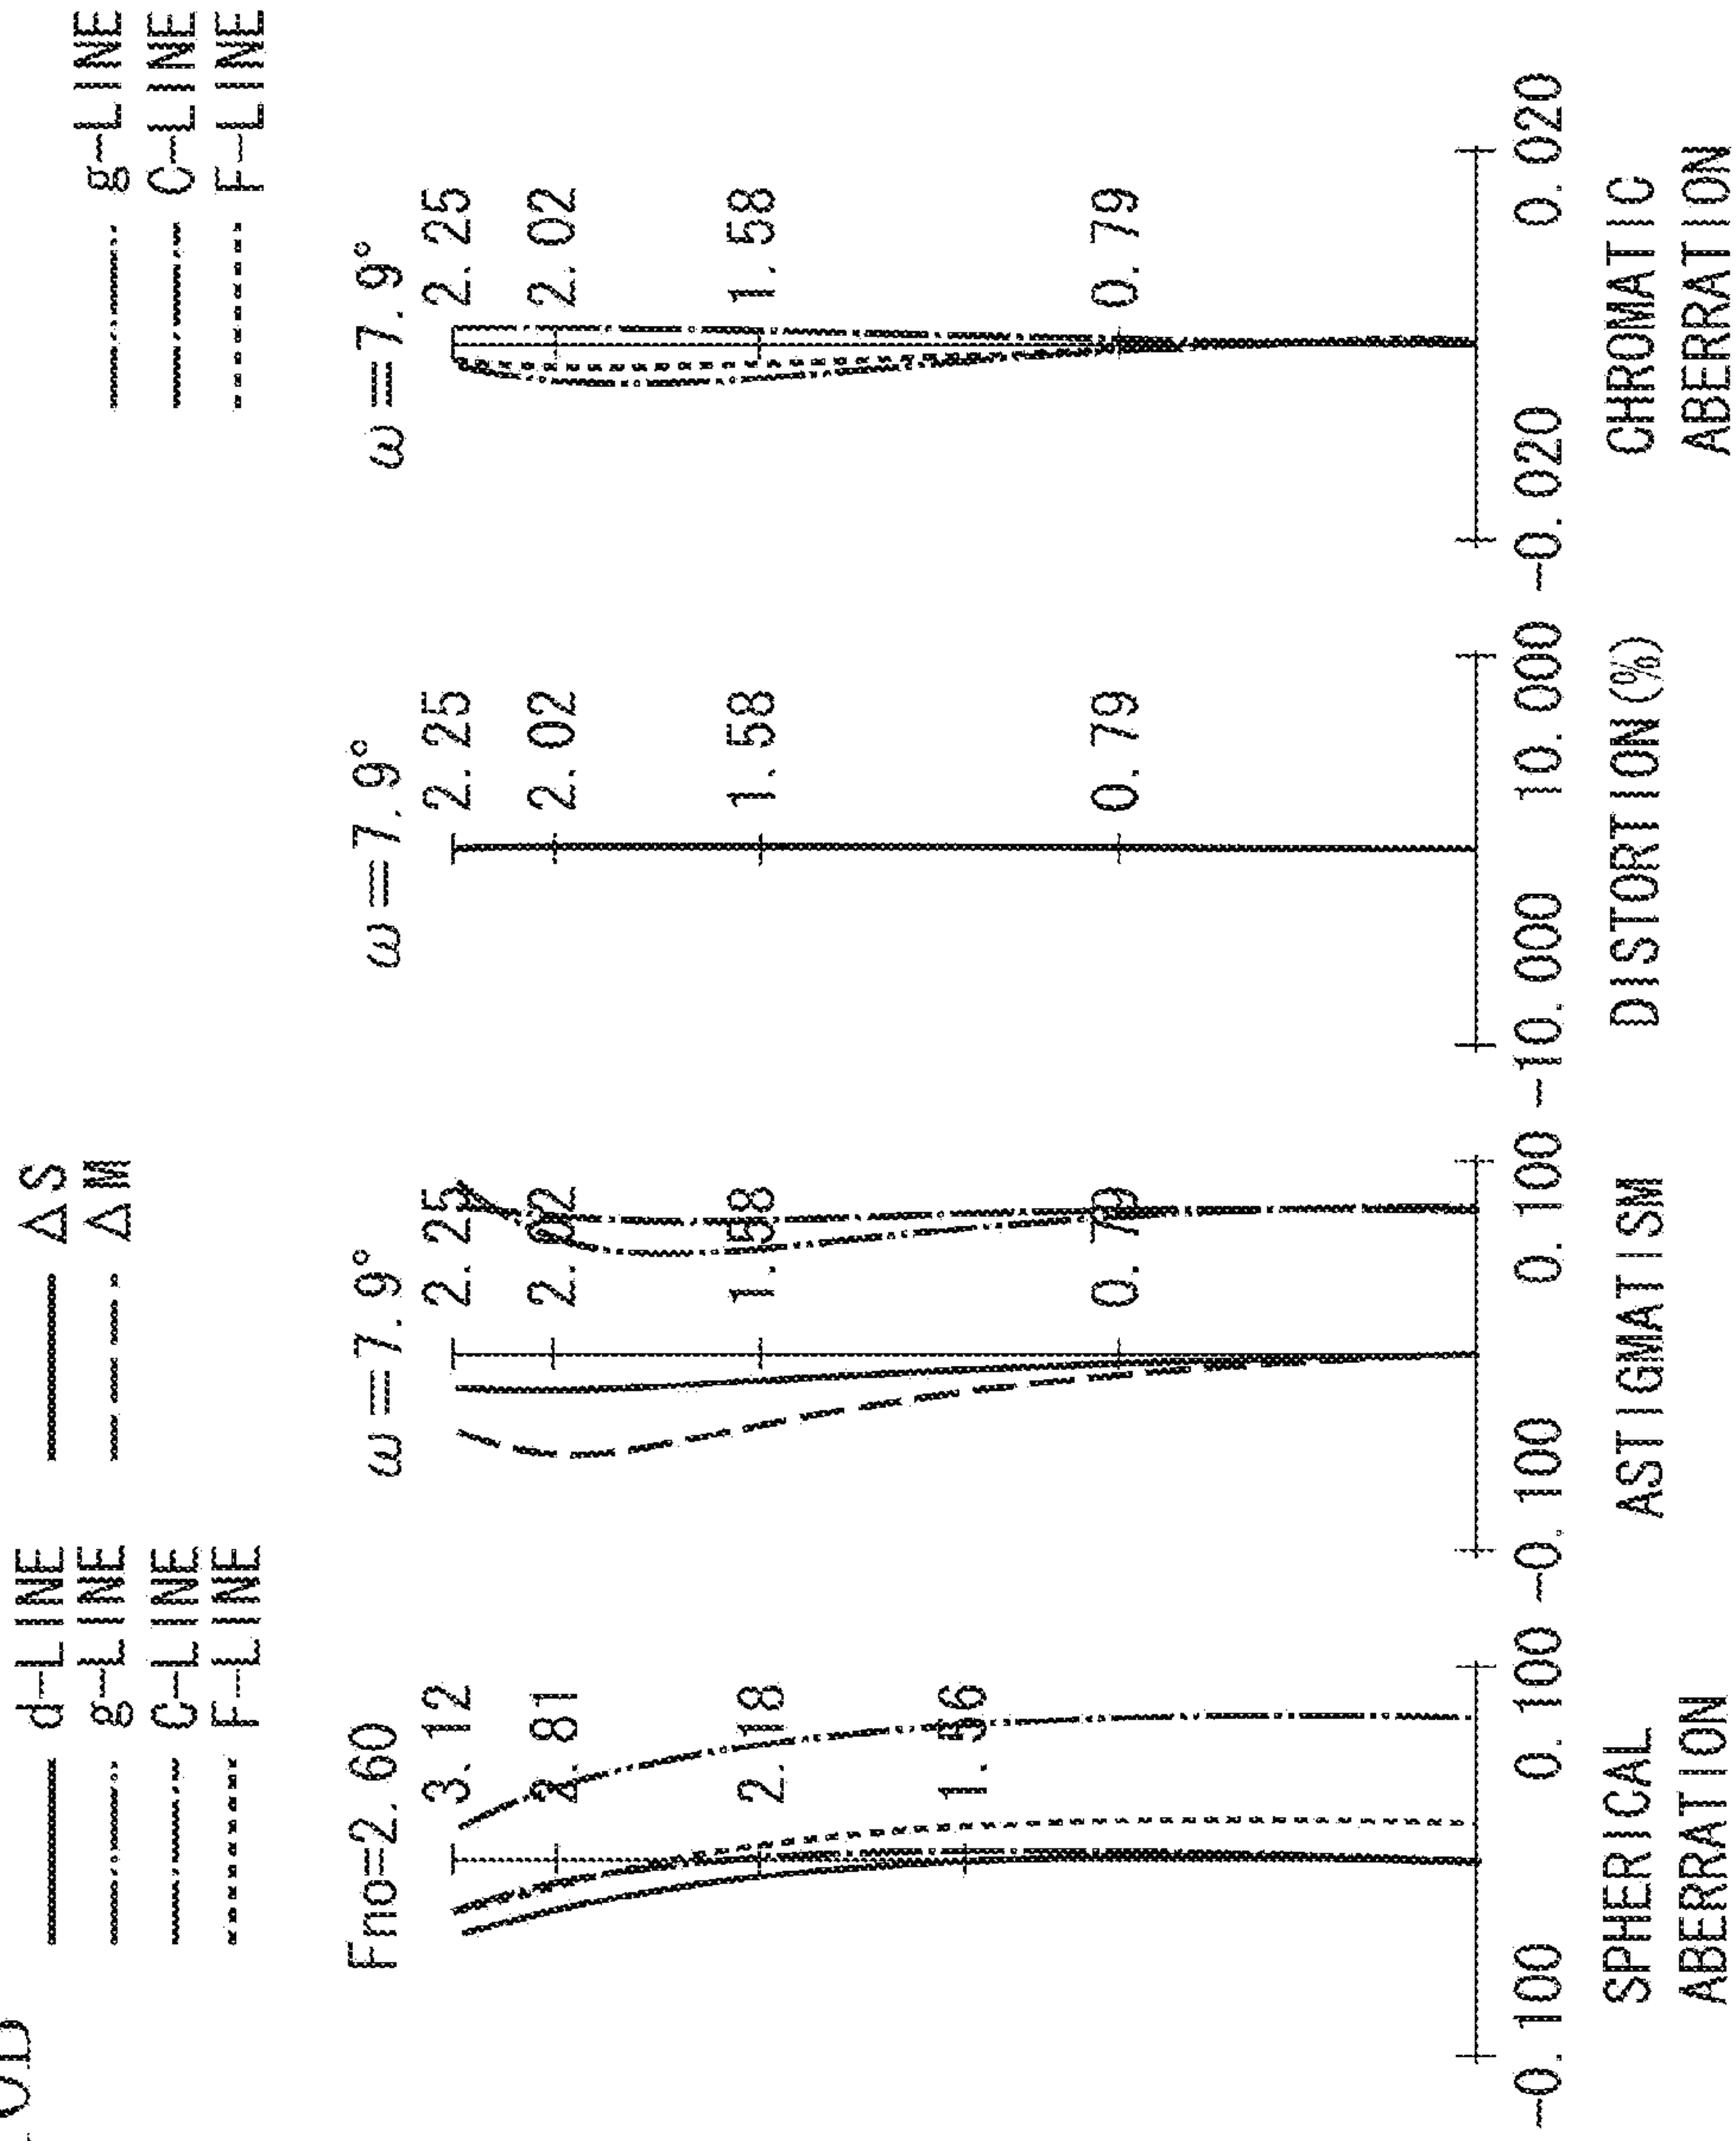 d-LINE
g-LINE
C-LINE
F-LINE
ΔS
ΔM
g-LINE
C-LINE
F-LINE
Fno=2.60
3.12
2.81
2.18
1.56
-0.100
0.100
SPHERICAL
ABERRATION
ω=7.9°
2.25
2.02
1.58
0.79
-0.100
0.100
ASTIGMATISM
ω=7.9°
2.25
2.02
1.58
0.79
-10.000
10.000
DISTORTION(%)
ω=7.9°
2.25
2.02
1.58
0.79
-0.020
0.020
CHROMATIC
ABERRATION